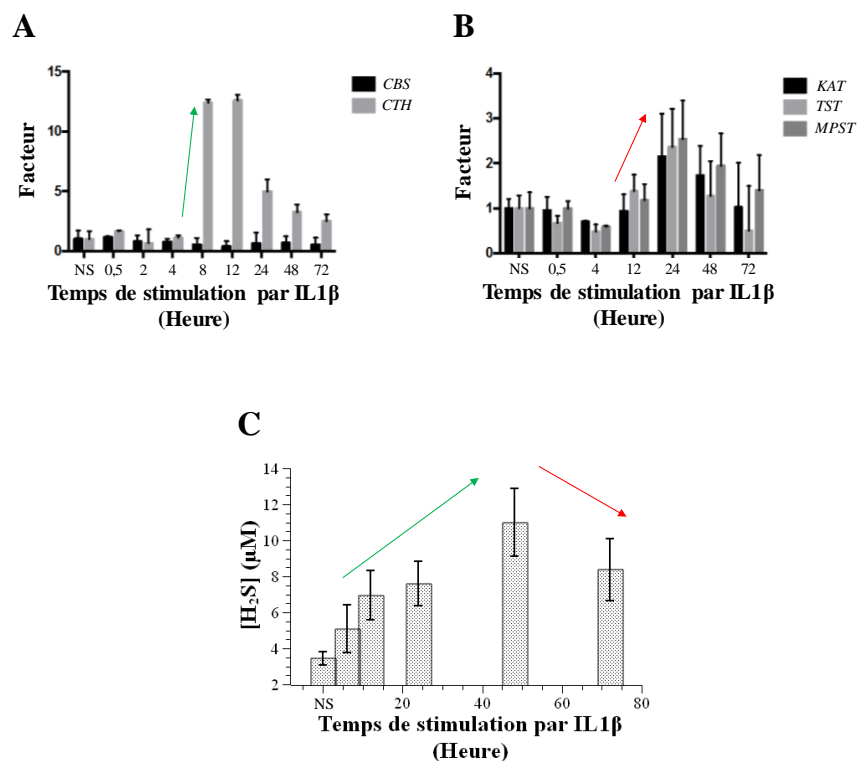 A
15
10
5
0
Facteur
CBS
CTH
NS 0,5 2 4 8 12 24 48 72
Temps de stimulation par IL1β
(Heure)
B
4
3
2
1
0
Facteur
KAT
TST
MPST
NS 0,5 4 12 24 48 72
Temps de stimulation par IL1β
(Heure)
C
14
12
10
8
6
4
2
[H₂S] (µM)
NS 20 40 60 80
Temps de stimulation par IL1β
(Heure)